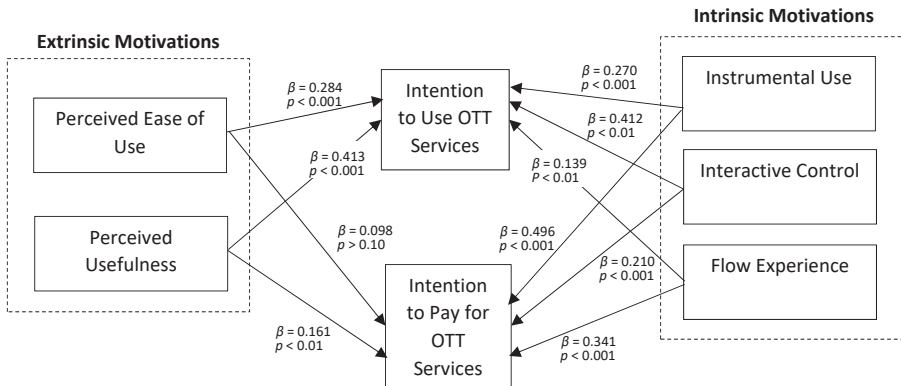 Extrinsic Motivations
Perceived Ease of
Use
Perceived
Usefulness
β = 0.284
p < 0.001
β = 0.413
p < 0.001
β = 0.098
p > 0.10
β = 0.161
p < 0.01
Intention
to Use OTT
Services
Intention
to Pay for
OTT
Services
β = 0.270
p < 0.001
β = 0.412
p < 0.01
β = 0.139
P < 0.01
β = 0.496
p < 0.001
β = 0.210
p < 0.001
β = 0.341
p < 0.001
Intrinsic Motivations
Instrumental Use
Interactive Control
Flow Experience